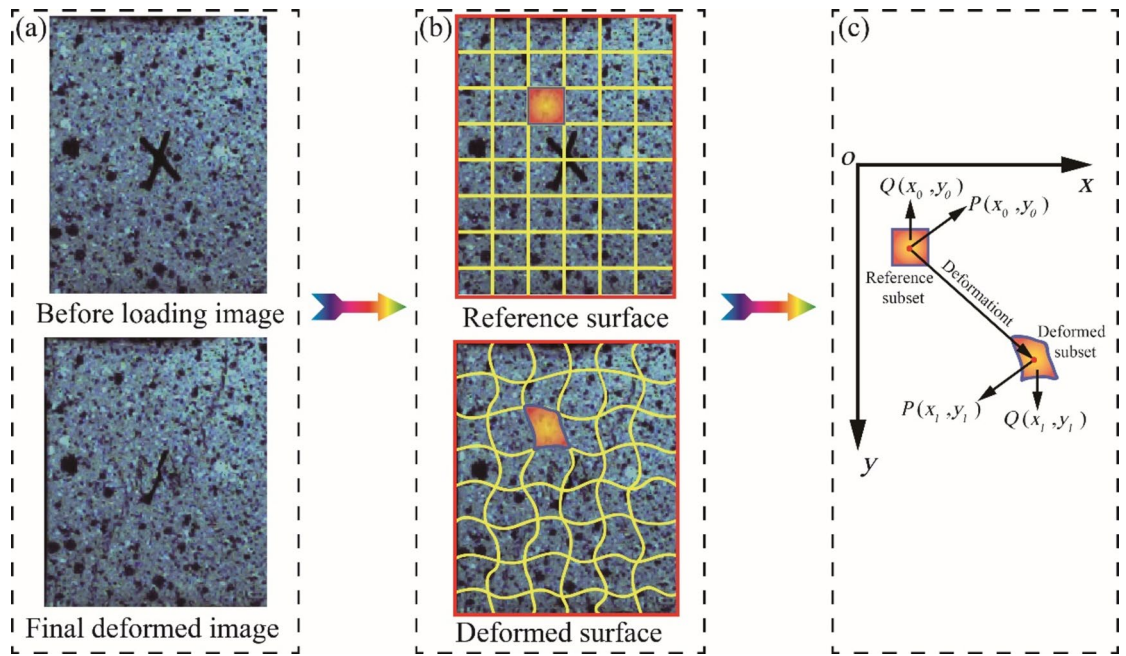 (a)
Before loading image
Final deformed image
(b)
Reference surface
Deformed surface
(c)
o
x
Q(x0,y0)
P(x0,y0)
Reference
subset
Deformationt
Deformed
subset
P(x1,y1)
Q(x1,y1)
y